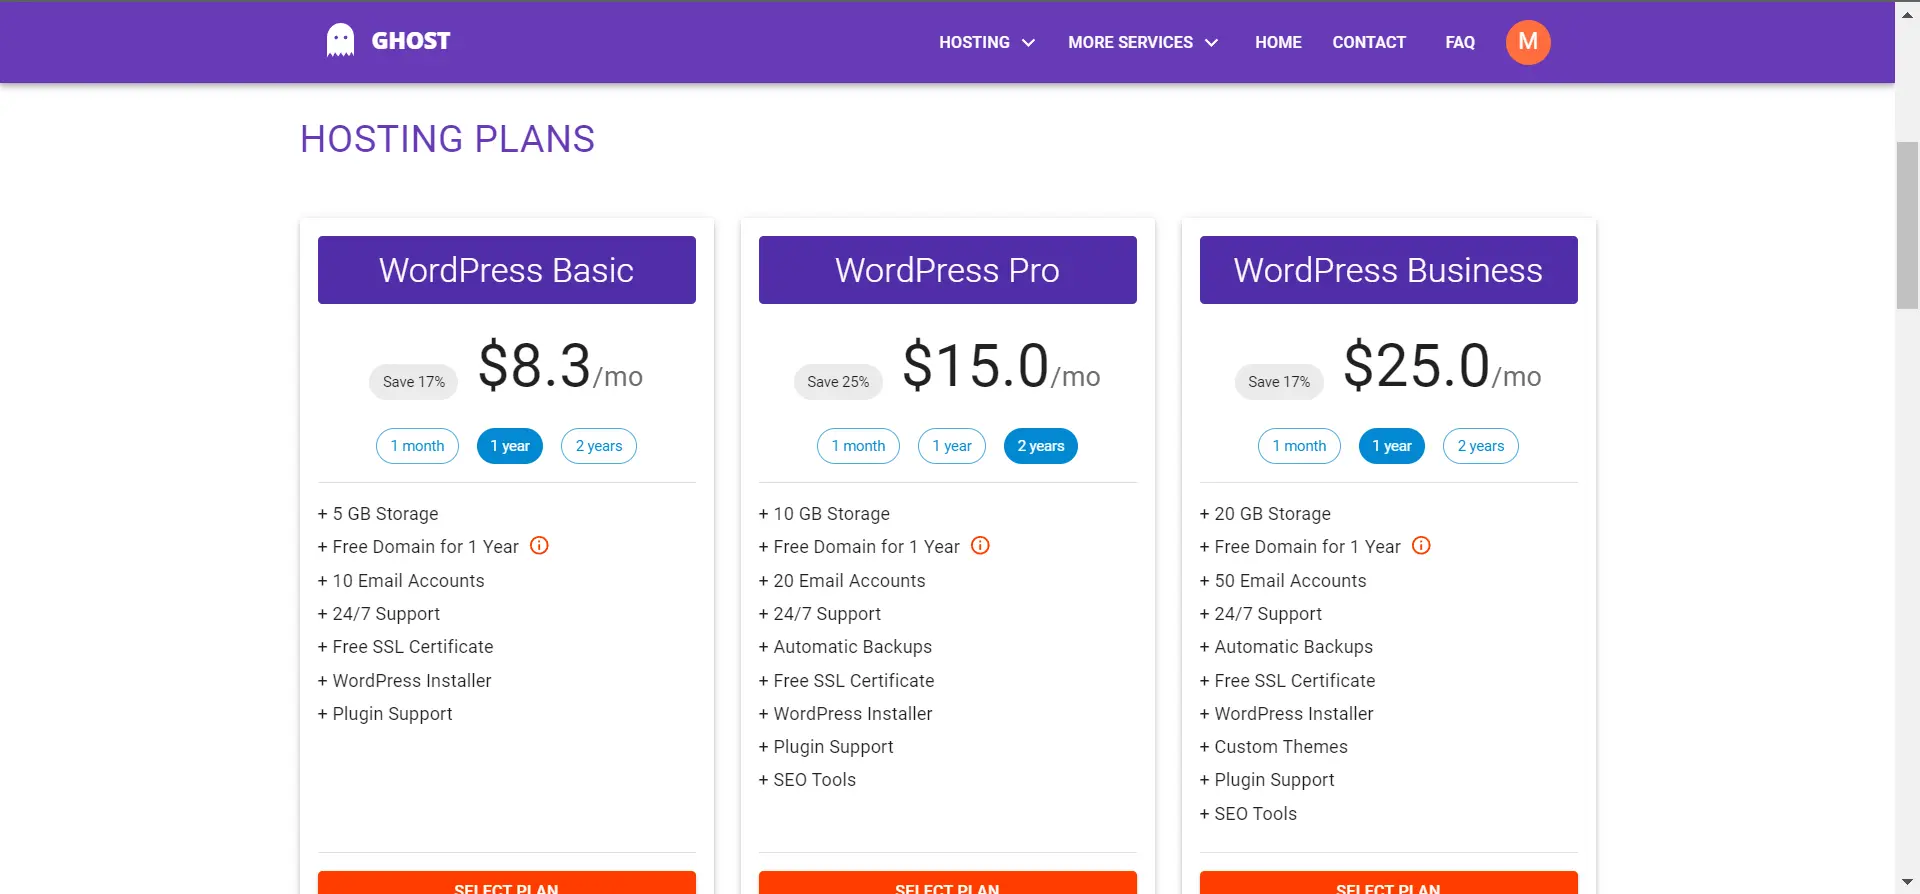 GHOST
HOSTING MORE SERVICES HOME CONTACT FAQ M
HOSTING PLANS
WordPress Basic
Save 17% $8.3/mo
1 month 1 year 2 years
+ 5 GB Storage
+ Free Domain for 1 Year
+ 10 Email Accounts
+ 24/7 Support
+ Free SSL Certificate
+ WordPress Installer
+ Plugin Support
SELECT PLAN
WordPress Pro
Save 25% $15.0/mo
1 month 1 year 2 years
+ 10 GB Storage
+ Free Domain for 1 Year
+ 20 Email Accounts
+ 24/7 Support
+ Automatic Backups
+ Free SSL Certificate
+ WordPress Installer
+ Plugin Support
+ SEO Tools
SELECT PLAN
WordPress Business
Save 17% $25.0/mo
1 month 1 year 2 years
+ 20 GB Storage
+ Free Domain for 1 Year
+ 50 Email Accounts
+ 24/7 Support
+ Automatic Backups
+ Free SSL Certificate
+ WordPress Installer
+ Custom Themes
+ Plugin Support
+ SEO Tools
SELECT PLAN